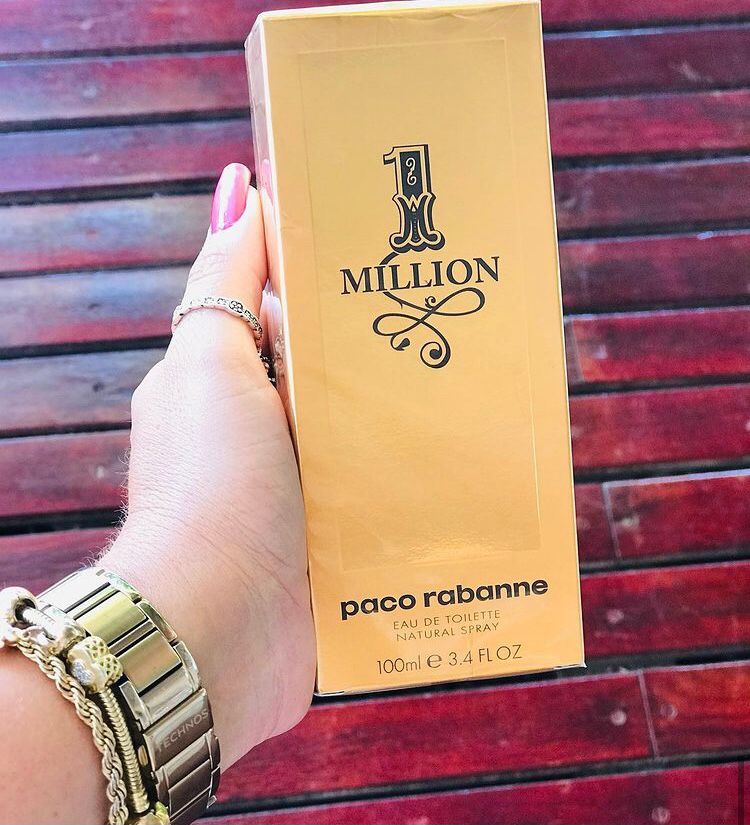 1
MILLION
paco rabanne
EAU DE TOILETTE
NATURAL SPRAY
100ml ℮ 3.4 FL OZ
TECHNOS